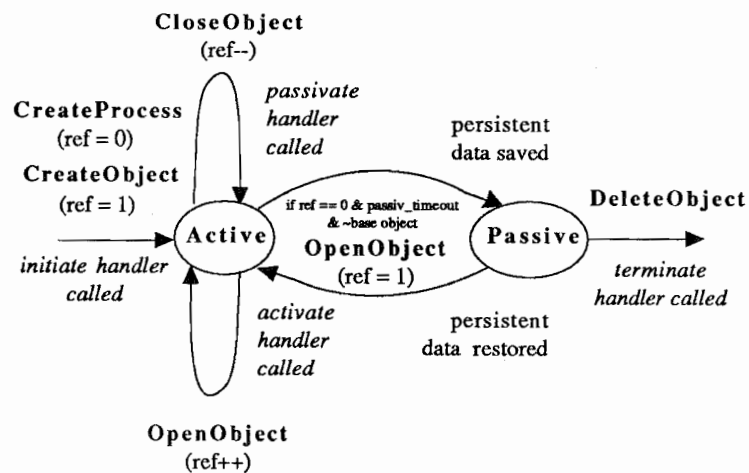 CloseObject
(ref--)
CreateProcess
(ref = 0)
CreateObject
(ref = 1)
initiate handler
called
Active
passivate
handler
called
persistent
data saved
if ref == 0 & passiv_timeout
& ~base object
OpenObject
(ref = 1)
Passive
DeleteObject
terminate
handler called
activate
handler
called
persistent
data restored
OpenObject
(ref++)